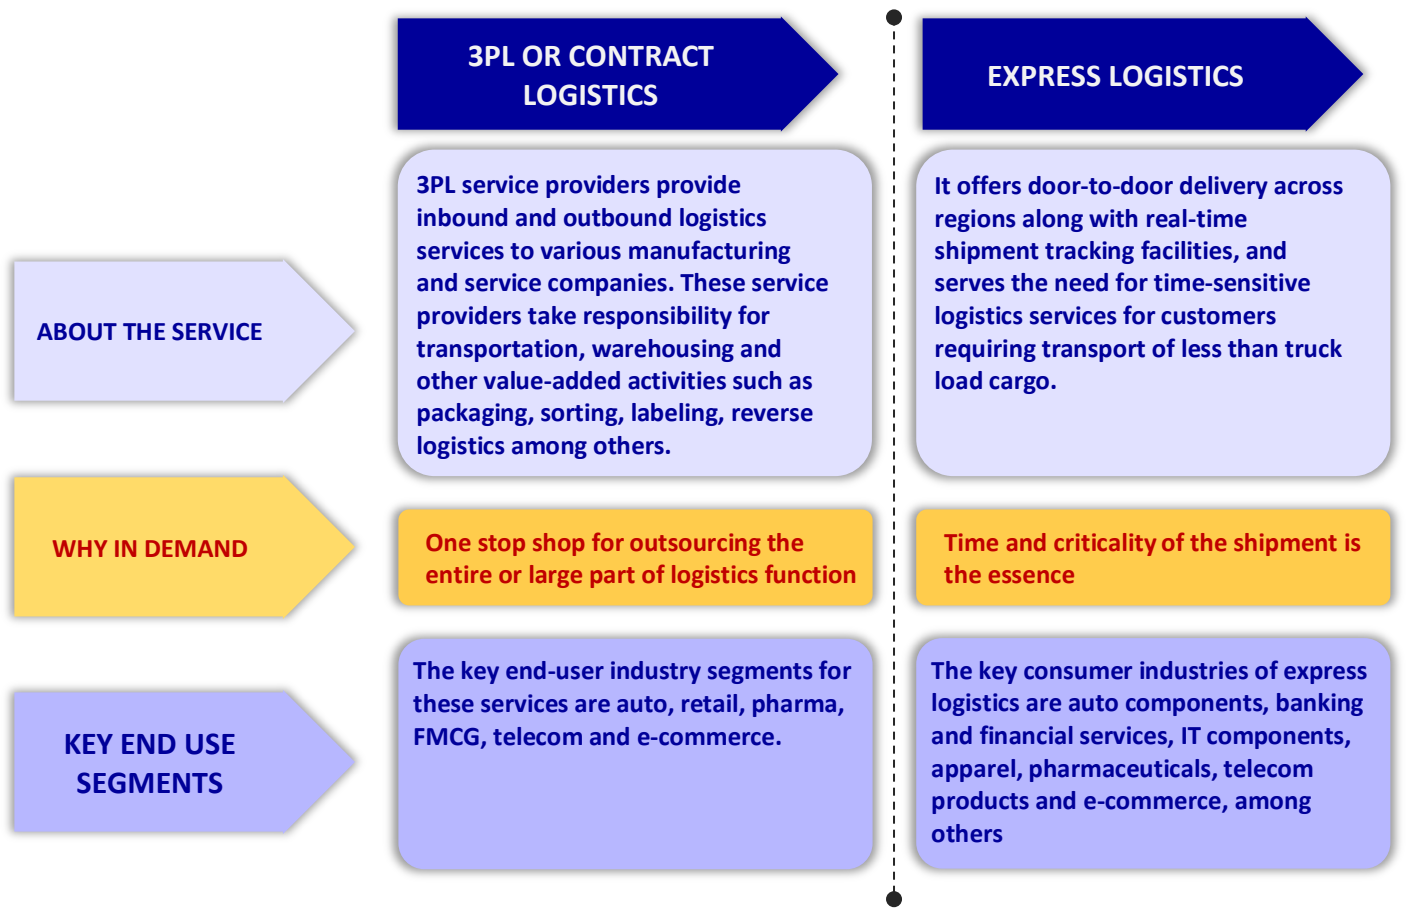 3PL OR CONTRACT
LOGISTICS
EXPRESS LOGISTICS
ABOUT THE SERVICE
3PL service providers provide
inbound and outbound logistics
services to various manufacturing
and service companies. These service
providers take responsibility for
transportation, warehousing and
other value-added activities such as
packaging, sorting, labeling, reverse
logistics among others.
It offers door-to-door delivery across
regions along with real-time
shipment tracking facilities, and
serves the need for time-sensitive
logistics services for customers
requiring transport of less than truck
load cargo.
WHY IN DEMAND
One stop shop for outsourcing the
entire or large part of logistics function
Time and criticality of the shipment is
the essence
KEY END USE
SEGMENTS
The key end-user industry segments for
these services are auto, retail, pharma,
FMCG, telecom and e-commerce.
The key consumer industries of express
logistics are auto components, banking
and financial services, IT components,
apparel, pharmaceuticals, telecom
products and e-commerce, among
others